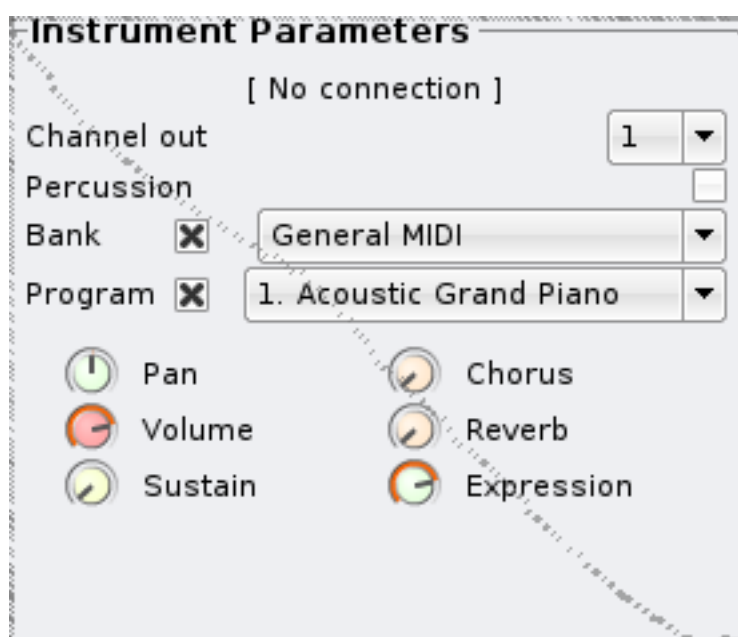 Instrument Parameters
[ No connection ]
Channel out 1
Percussion
Bank General MIDI
Program 1. Acoustic Grand Piano
Pan Chorus
Volume Reverb
Sustain Expression